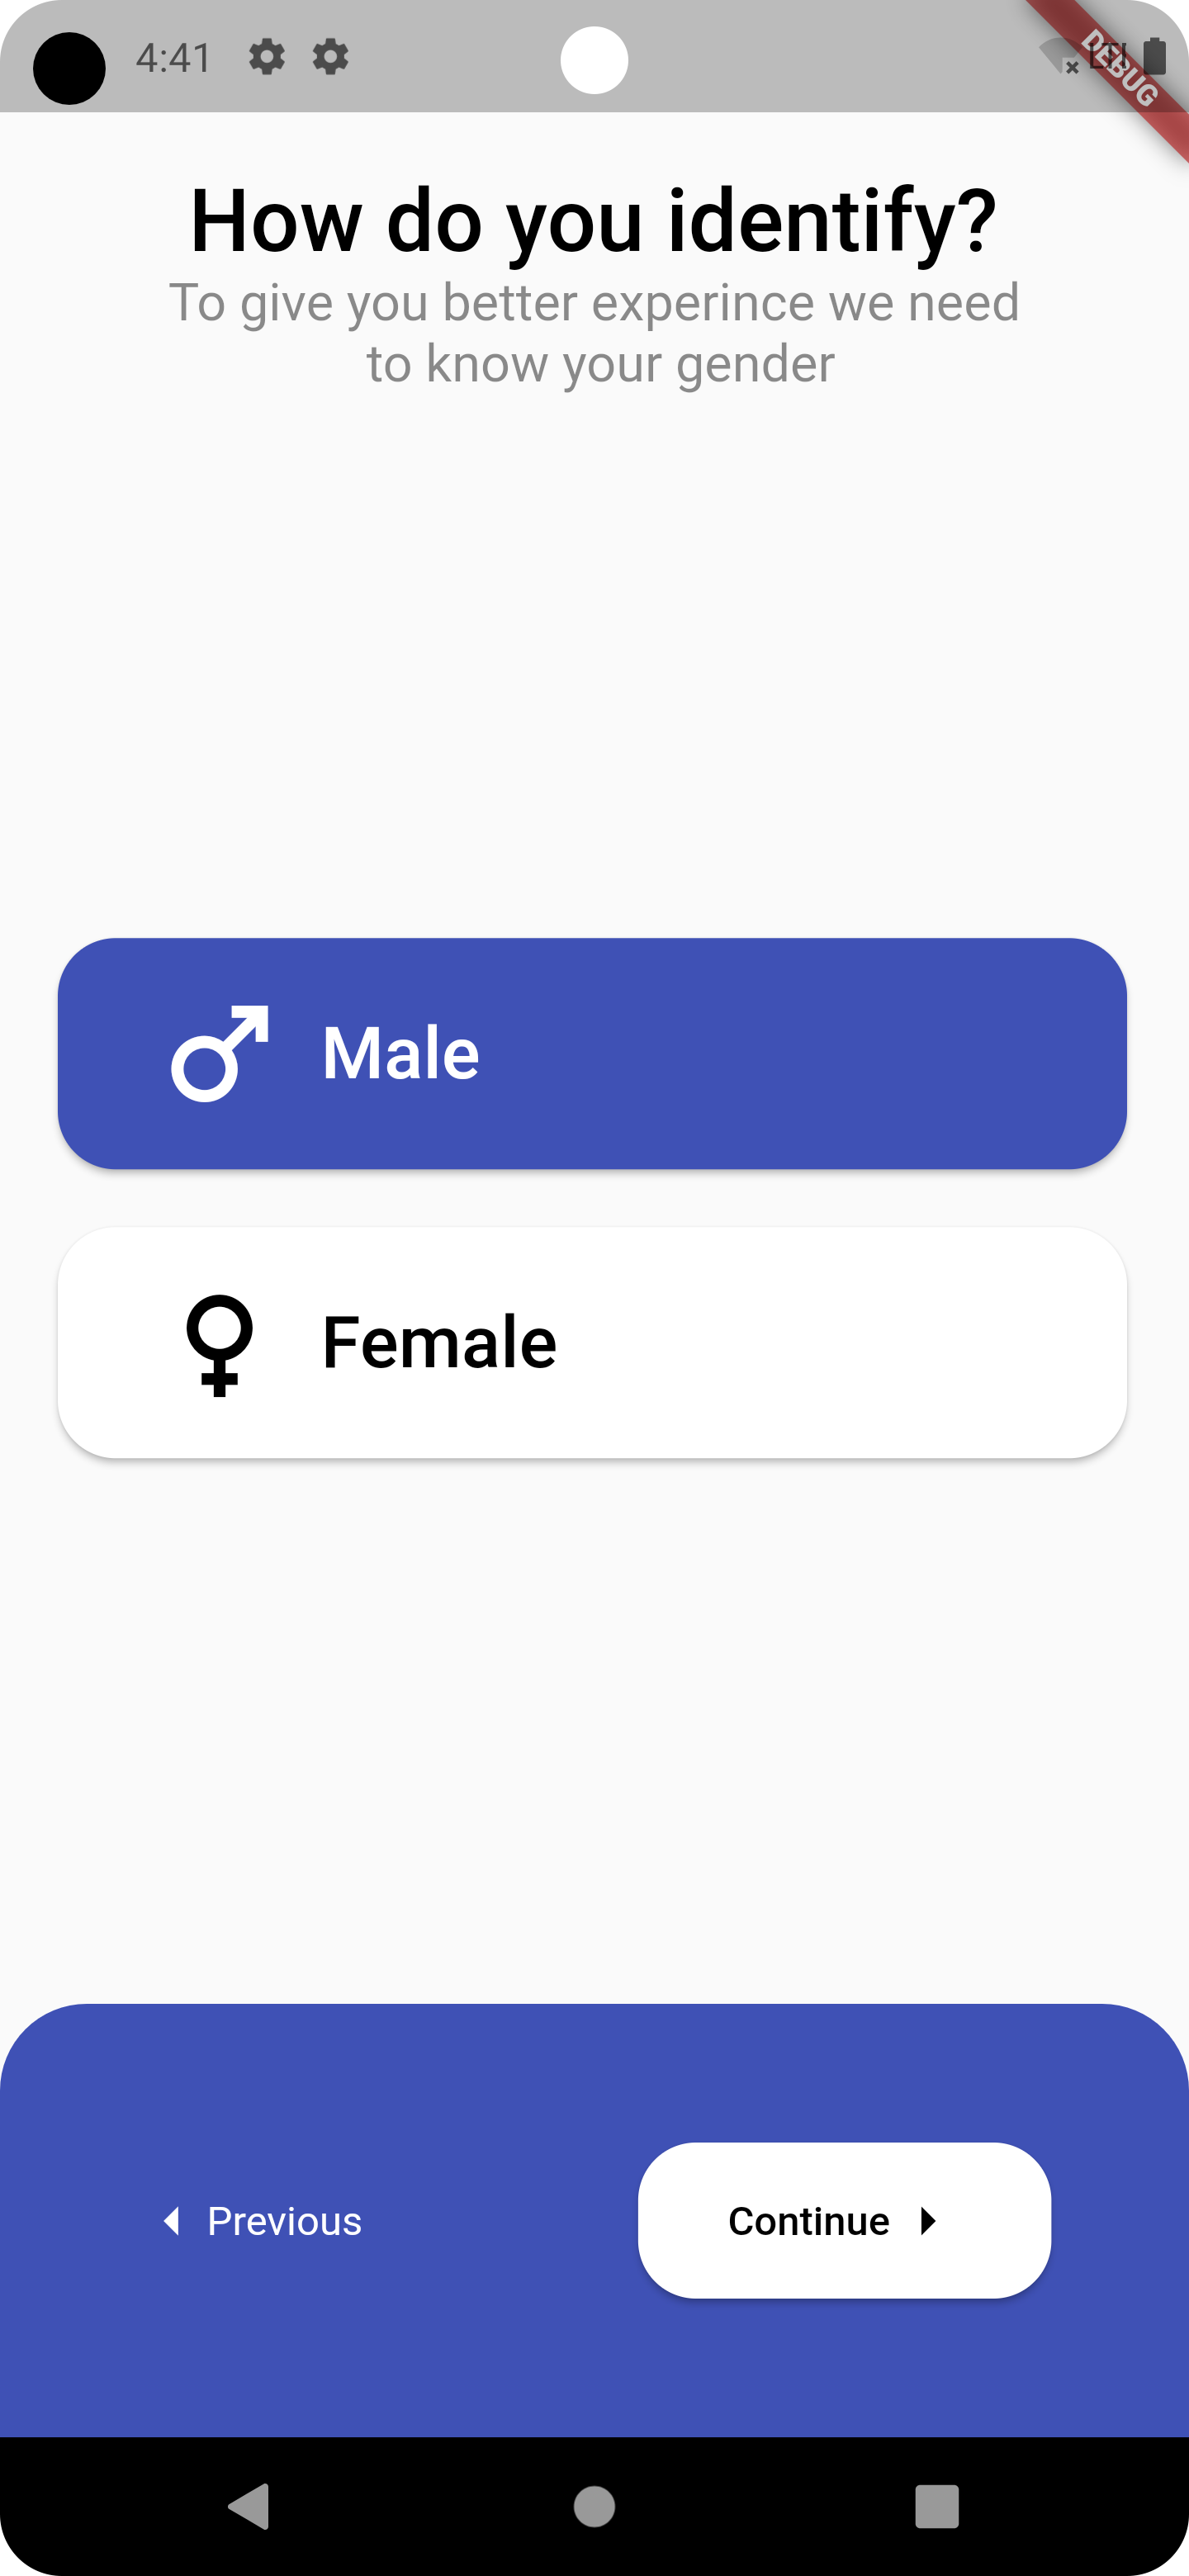 4:41
DEBUG
How do you identify?
To give you better experince we need
to know your gender
Male
Female
Previous
Continue